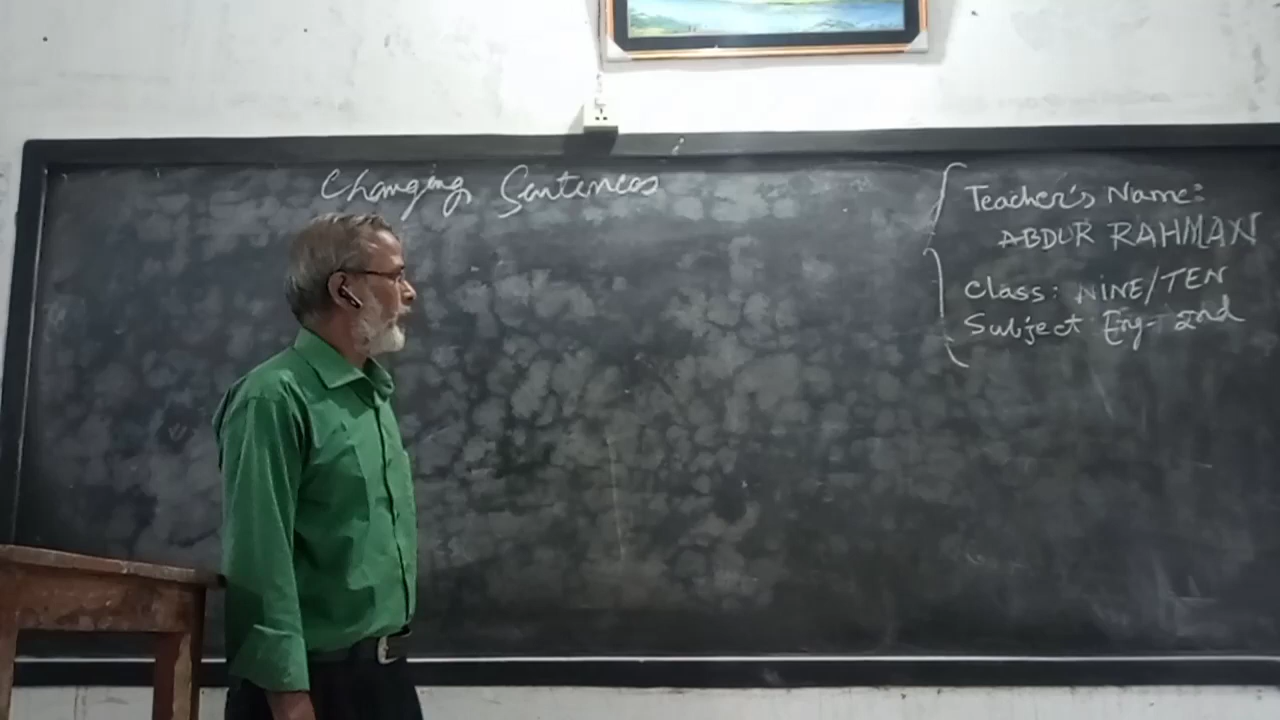 Changing Sentences
Teacher's Name:
ABDUR RAHMAN
Class: NINE/TEN
Subject Eng- 2nd